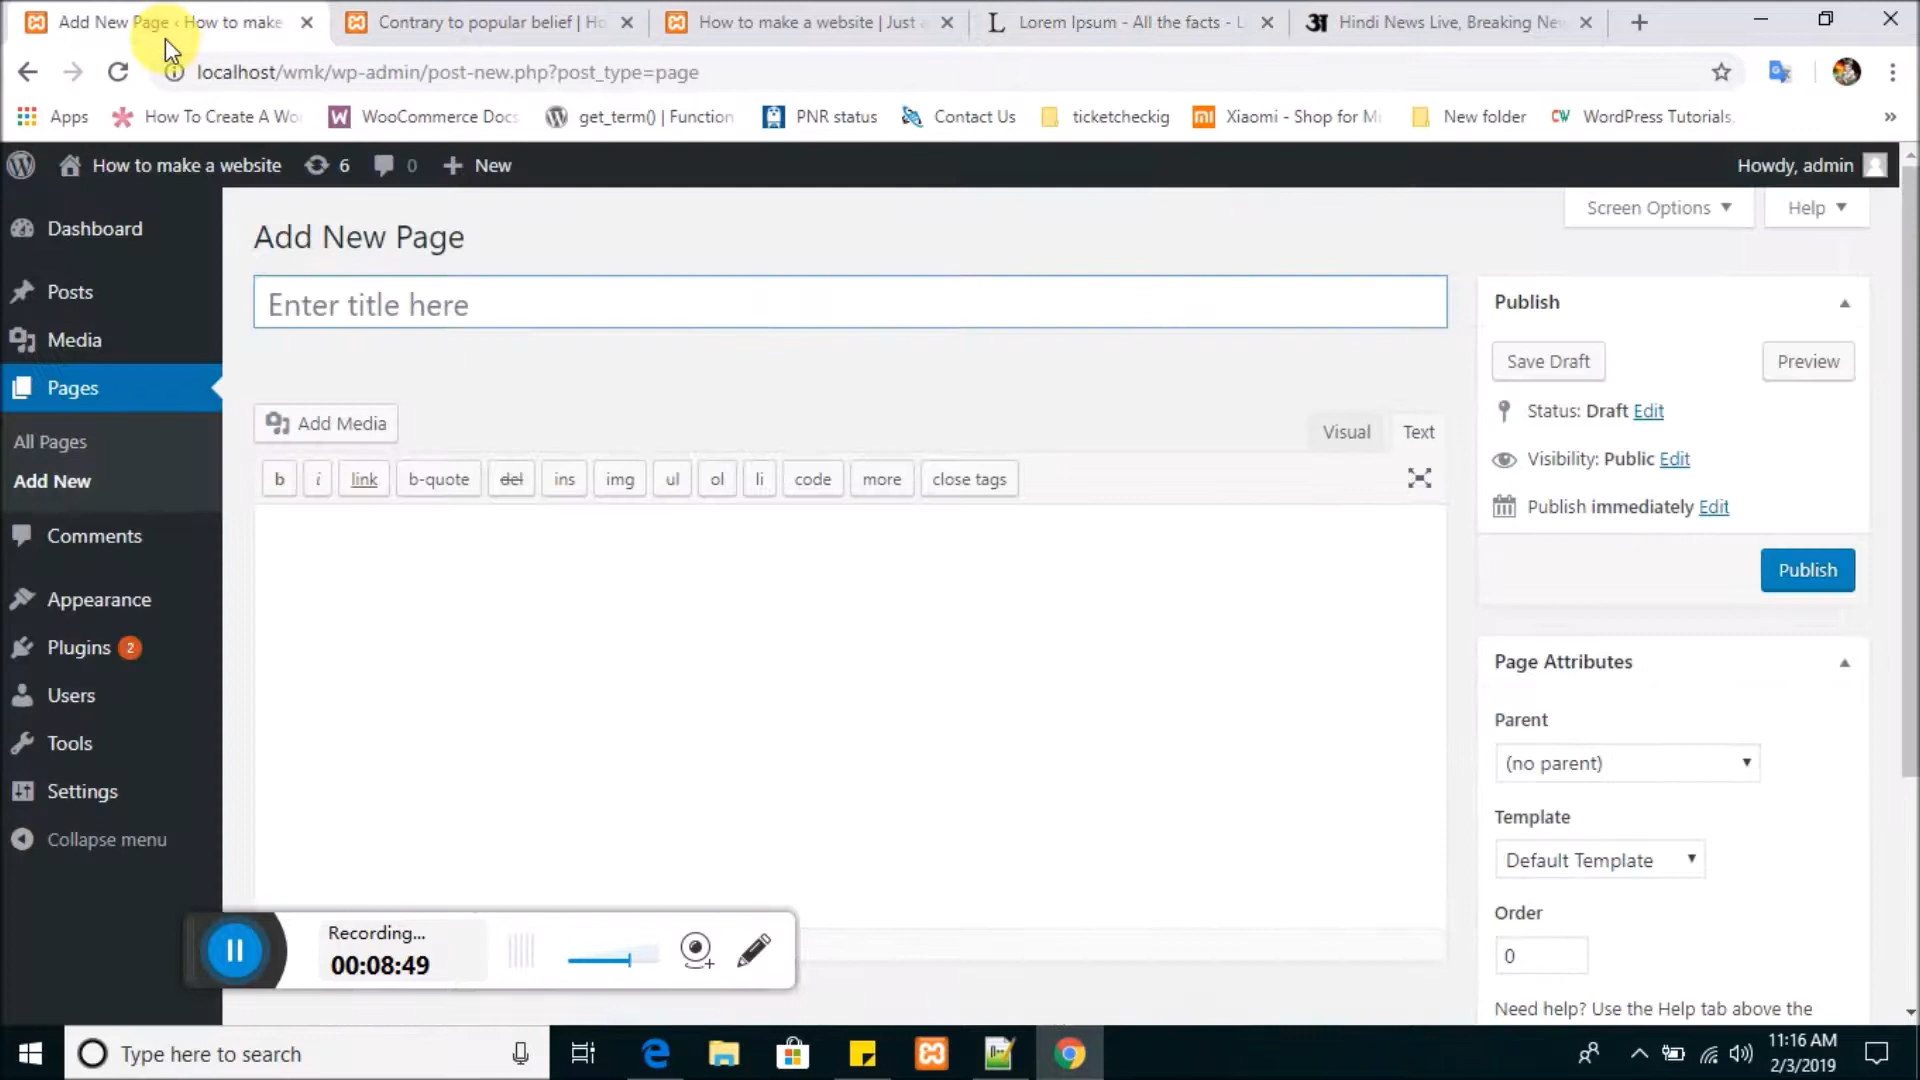 Add New Page ‹ How to make
Contrary to popular belief | Ho
How to make a website | Just a
Lorem Ipsum - All the facts - L
Hindi News Live, Breaking New
localhost/wmk/wp-admin/post-new.php?post_type=page
Apps
How To Create A Wo
WooCommerce Docs
get_term() | Function
PNR status
Contact Us
ticketcheckig
Xiaomi - Shop for Mi
New folder
WordPress Tutorials,
»
How to make a website
6
0
New
Howdy, admin
Screen Options
Help
Dashboard
Posts
Media
Pages
All Pages
Add New
Comments
Appearance
Plugins 2
Users
Tools
Settings
Collapse menu
Add New Page
Enter title here
Add Media
Visual
Text
b
i
link
b-quote
del
ins
img
ul
ol
li
code
more
close tags
Publish
Save Draft
Preview
Status: Draft Edit
Visibility: Public Edit
Publish immediately Edit
Publish
Page Attributes
Parent
(no parent)
Template
Default Template
Order
0
Need help? Use the Help tab above the
Recording...
00:08:49
Type here to search
11:16 AM
2/3/2019